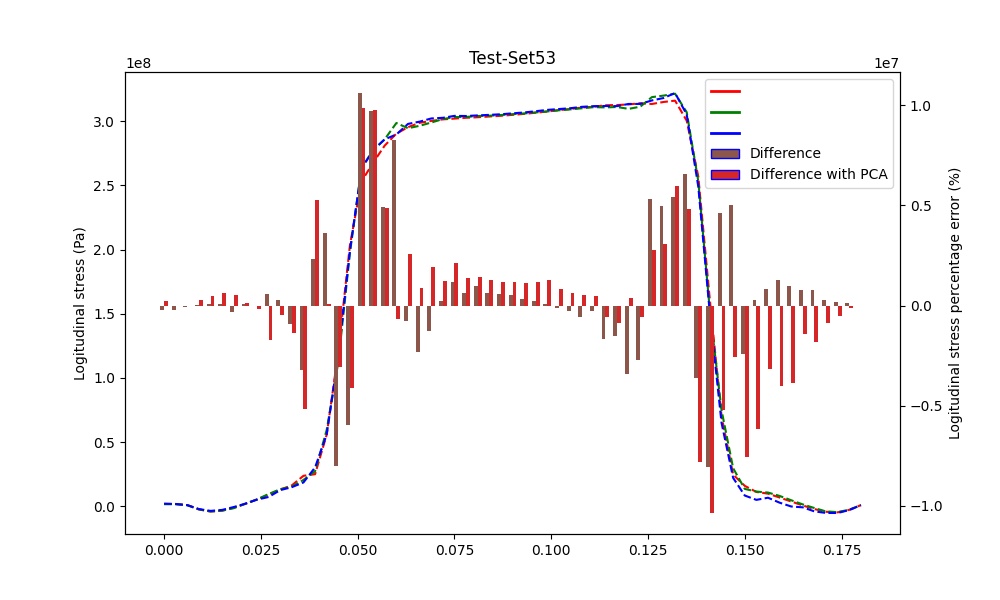 Test-Set53
1e8
1e7
3.0
2.5
2.0
1.5
1.0
0.5
0.0
Logitudinal stress (Pa)
1.0
0.5
0.0
−0.5
−1.0
Logitudinal stress percentage error (%)
Difference
Difference with PCA
0.000
0.025
0.050
0.075
0.100
0.125
0.150
0.175